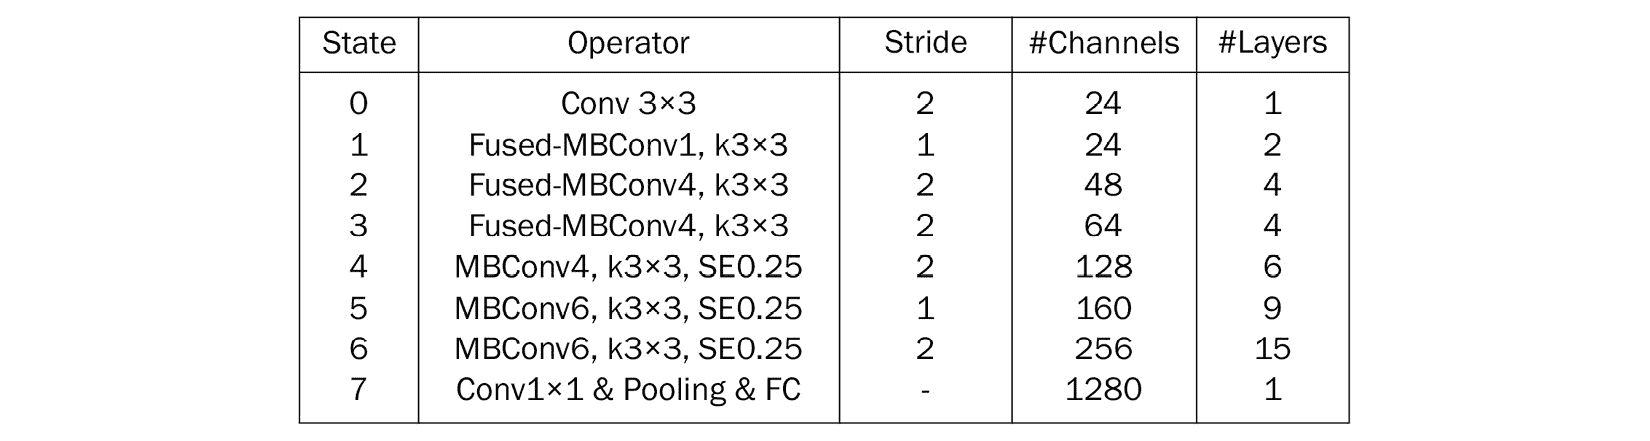 State Operator Stride #Channels #Layers
0 Conv 3×3 2 24 1
1 Fused-MBConv1, k3×3 1 24 2
2 Fused-MBConv4, k3×3 2 48 4
3 Fused-MBConv4, k3×3 2 64 4
4 MBConv4, k3×3, SE0.25 2 128 6
5 MBConv6, k3×3, SE0.25 1 160 9
6 MBConv6, k3×3, SE0.25 2 256 15
7 Conv1×1 & Pooling & FC - 1280 1